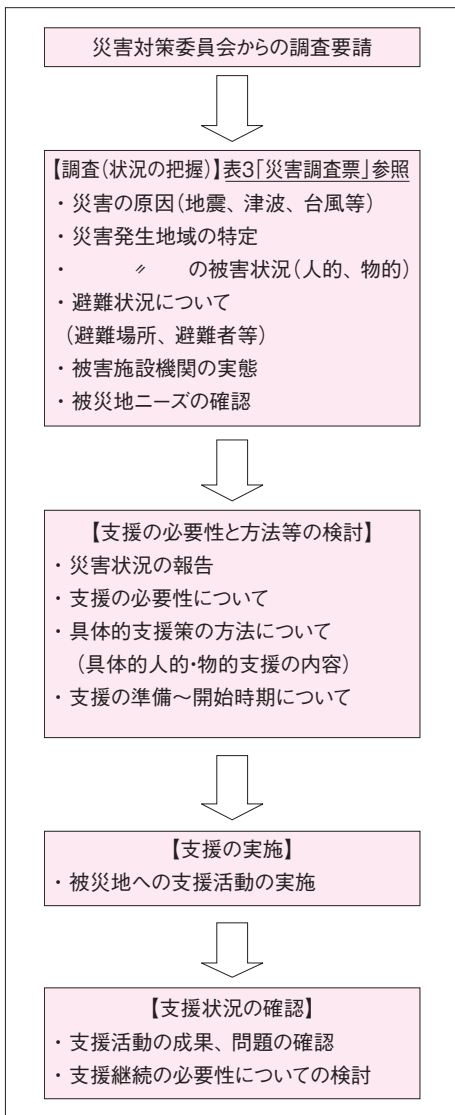 災害対策委員会からの調査要請
【調査(状況の把握)】表3「災害調査票」参照
・災害の原因(地震、津波、台風等)
・災害発生地域の特定
・　　〃　　の被害状況(人的、物的)
・避難状況について
(避難場所、避難者等)
・被害施設機関の実態
・被災地ニーズの確認
【支援の必要性と方法等の検討】
・災害状況の報告
・支援の必要性について
・具体的支援策の方法について
(具体的人的・物的支援の内容)
・支援の準備～開始時期について
【支援の実施】
・被災地への支援活動の実施
【支援状況の確認】
・支援活動の成果、問題の確認
・支援継続の必要性についての検討